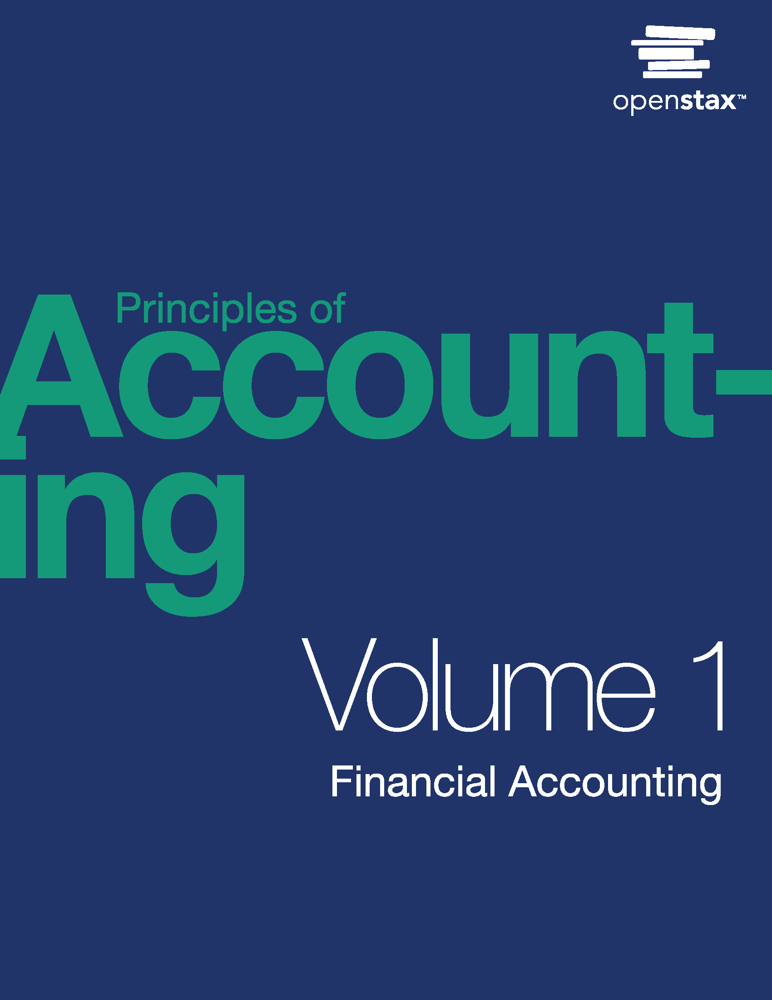 openstax™
Principles of
Account-
ing
Volume 1
Financial Accounting